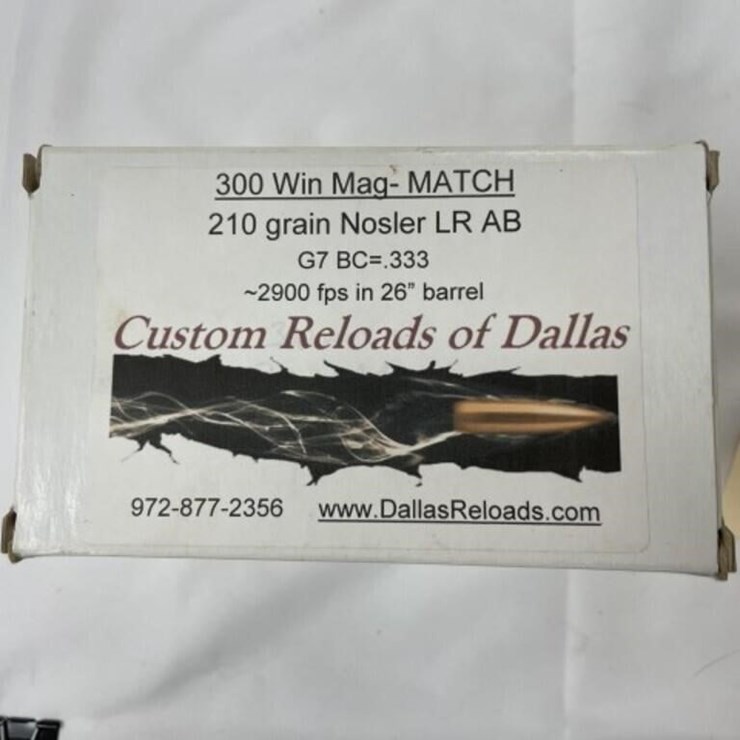 300 Win Mag- MATCH
210 grain Nosler LR AB
G7 BC=.333
~2900 fps in 26” barrel
Custom Reloads of Dallas
972-877-2356 www.DallasReloads.com